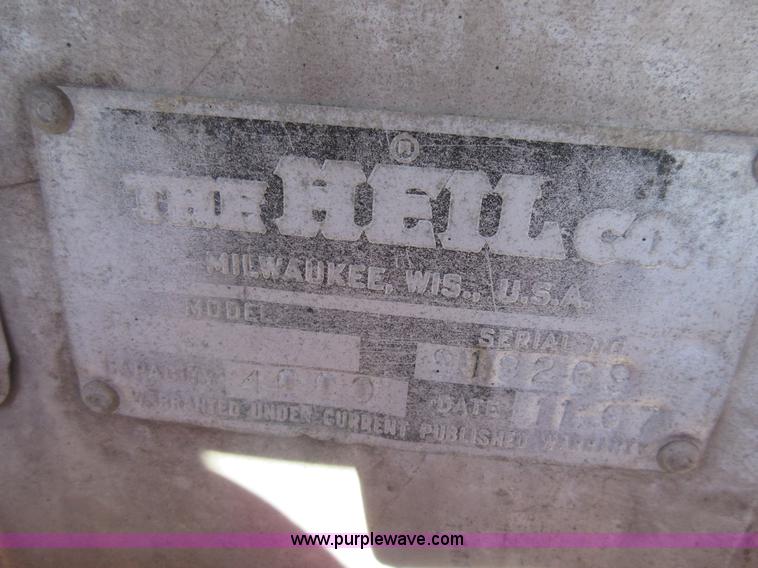 ®
THE HEIL CO.
MILWAUKEE, WIS., U.S.A.
MODEL SERIAL NO.
CAPACITY 4000 DATE
WARRANTED UNDER CURRENT PUBLISHED WARRANTY
www.purplewave.com